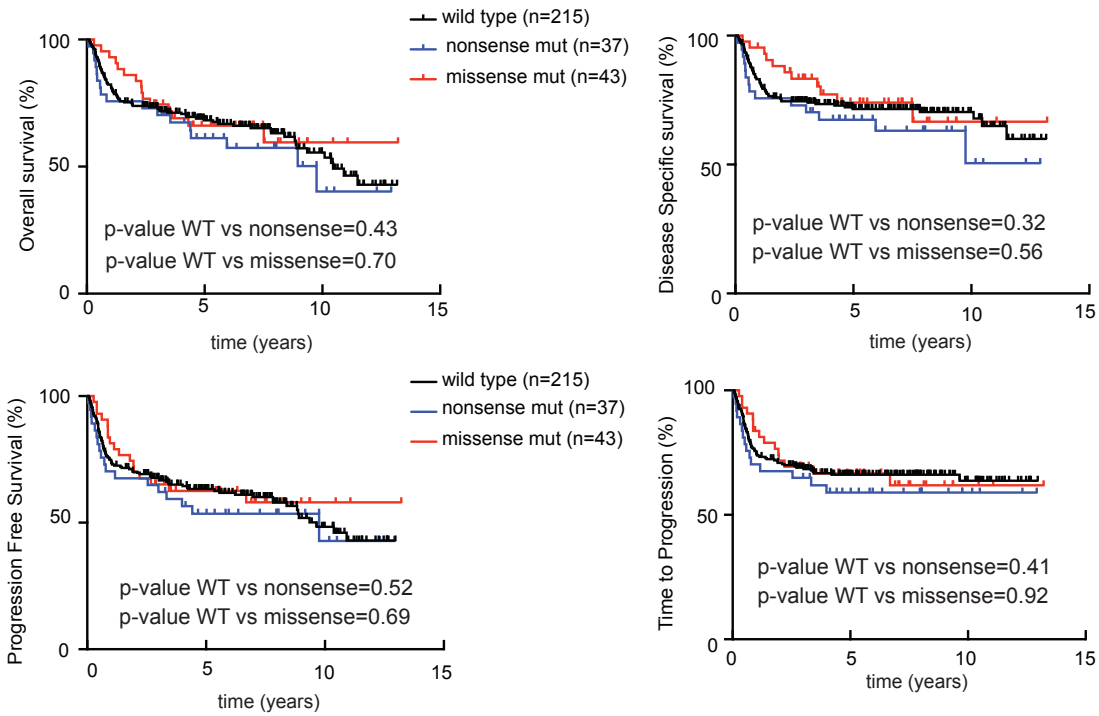 wild type (n=215)
nonsense mut (n=37)
missense mut (n=43)
Overall survival (%)
100
50
0
p-value WT vs nonsense=0.43
p-value WT vs missense=0.70
0 5 10 15
time (years)
Disease Specific survival (%)
100
50
0
p-value WT vs nonsense=0.32
p-value WT vs missense=0.56
0 5 10 15
time (years)
wild type (n=215)
nonsense mut (n=37)
missense mut (n=43)
Progression Free Survival (%)
100
50
0
p-value WT vs nonsense=0.52
p-value WT vs missense=0.69
0 5 10 15
time (years)
Time to Progression (%)
100
50
0
p-value WT vs nonsense=0.41
p-value WT vs missense=0.92
0 5 10 15
time (years)